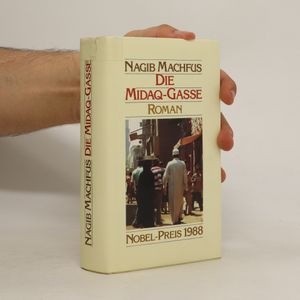 NAGIB MACHFUS
DIE
MIDAQ-GASSE
ROMAN
NOBEL-PREIS 1988
NAGIB MACHFUS DIE MIDAQ-GASSE